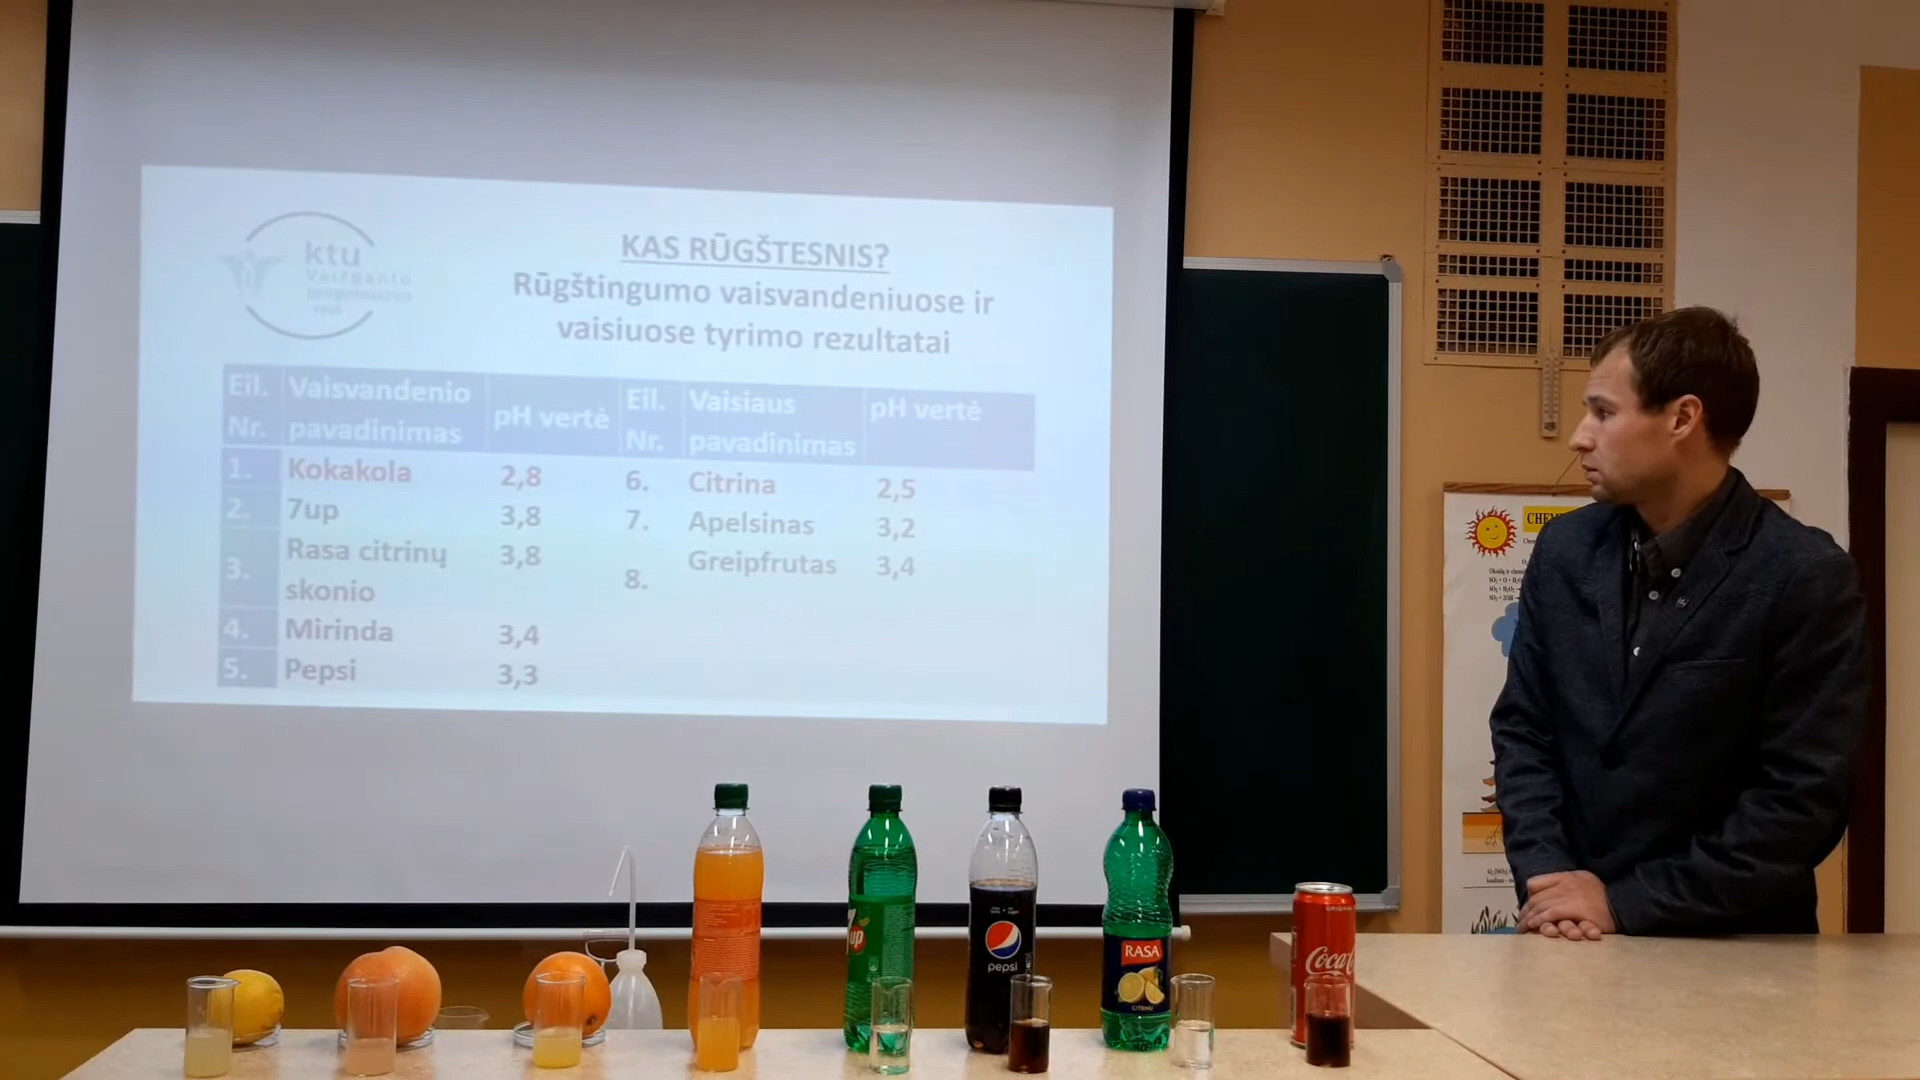 ktu
Vaižganto
progimnazija
KAS RŪGŠTESNIS?
Rūgštingumo vaisvandeniuose ir
vaisiuose tyrimo rezultatai
Eil. Nr. Vaisvandenio pavadinimas pH vertė Eil. Nr. Vaisiaus pavadinimas pH vertė
1. Kokakola 2,8 6. Citrina 2,5
2. 7up 3,8 7. Apelsinas 3,2
3. Rasa citrinų skonio 3,8 8. Greipfrutas 3,4
4. Mirinda 3,4
5. Pepsi 3,3
CHEM
7up
pepsi
RASA
CITRINŲ
Coca